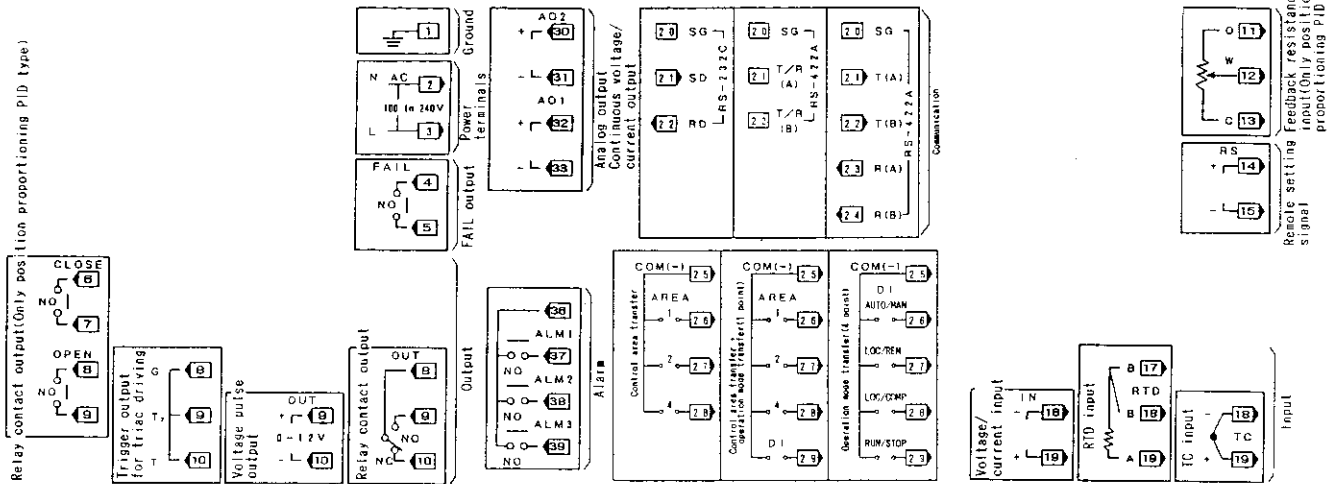 Relay contact output(Only position proportioning PID type)
CLOSE
NO
6
7
OPEN
NO
8
9
Trigger output
for triac driving
G
8
T₁
9
T
10
Voltage pulse
output
OUT
+
9
0-12V
-
10
Relay contact output
OUT
8
9
NO
NC
10
Output
1
Ground
N
AC
2
100 to 240V
L
3
Power
terminals
FAIL
4
NO
5
FAIL output
AO2
+
30
-
31
AO1
+
32
-
33
Analog output
Continuous voltage/
current output
36
ALM1
37
NO
ALM2
38
NO
ALM3
39
NO
Alarm
20 SG
21 SD
22 RD
RS-232C
20 SG
21 T/R
(A)
22 T/R
(B)
RS-422A
20 SG
21 T(A)
22 T(B)
23 R(A)
24 R(B)
RS-422A
Communication
COM(-)
25
AREA
1
26
2
27
4
28
Control area transfer
COM(-)
25
AREA
1
26
2
27
4
28
DI
29
operation mode transfer(1 point)
COM(-)
25
DI
AUTO/MAN
26
LOC/REM
27
LOC/COMP
28
RUN/STOP
29
Operation mode transfer(4 point)
O
11
W
12
C
13
Feedback resistance
proportioning PID
RS
+
14
-
15
Remote setting
signal
Voltage/
current input
IN
-
18
+
19
RTD input
B
17
RTD
B
18
A
19
TC input
-
18
TC
+
19
Input